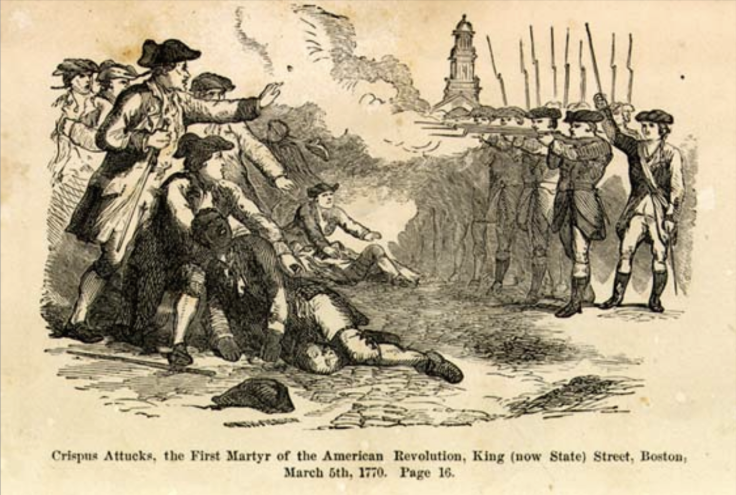 Crispus Attucks, the First Martyr of the American Revolution, King (now State) Street, Boston,
March 5th, 1770. Page 16.